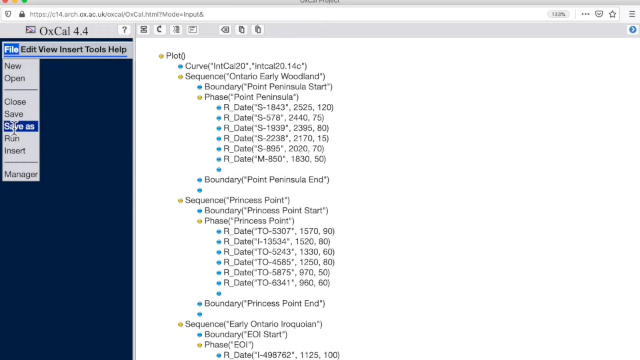 OxCal Project
https://c14.arch.ox.ac.uk/oxcal/OxCal.html?Mode=Input&
133%
OxCal 4.4
?
File Edit View Insert Tools Help
New
Open
Close
Save
Save as
Run
Insert
Manager
Plot()
Curve("IntCal20","intcal20.14c")
Sequence("Ontario Early Woodland")
Boundary("Point Peninsula Start")
Phase("Point Peninsula")
R_Date("S-1843", 2525, 120)
R_Date("S-578", 2440, 75)
R_Date("S-1939", 2395, 80)
R_Date("S-2238", 2170, 15)
R_Date("S-895", 2020, 70)
R_Date("M-850", 1830, 50)
Boundary("Point Peninsula End")
Sequence("Princess Point")
Boundary("Princess Point Start")
Phase("Princess Point")
R_Date("TO-5307", 1570, 90)
R_Date("I-13534", 1520, 80)
R_Date("TO-5243", 1330, 60)
R_Date("TO-4585", 1250, 80)
R_Date("TO-5875", 970, 50)
R_Date("TO-6341", 960, 60)
Boundary("Princess Point End")
Sequence("Early Ontario Iroquoian")
Boundary("EOI Start")
Phase("EOI")
R_Date("I-498762", 1125, 100)